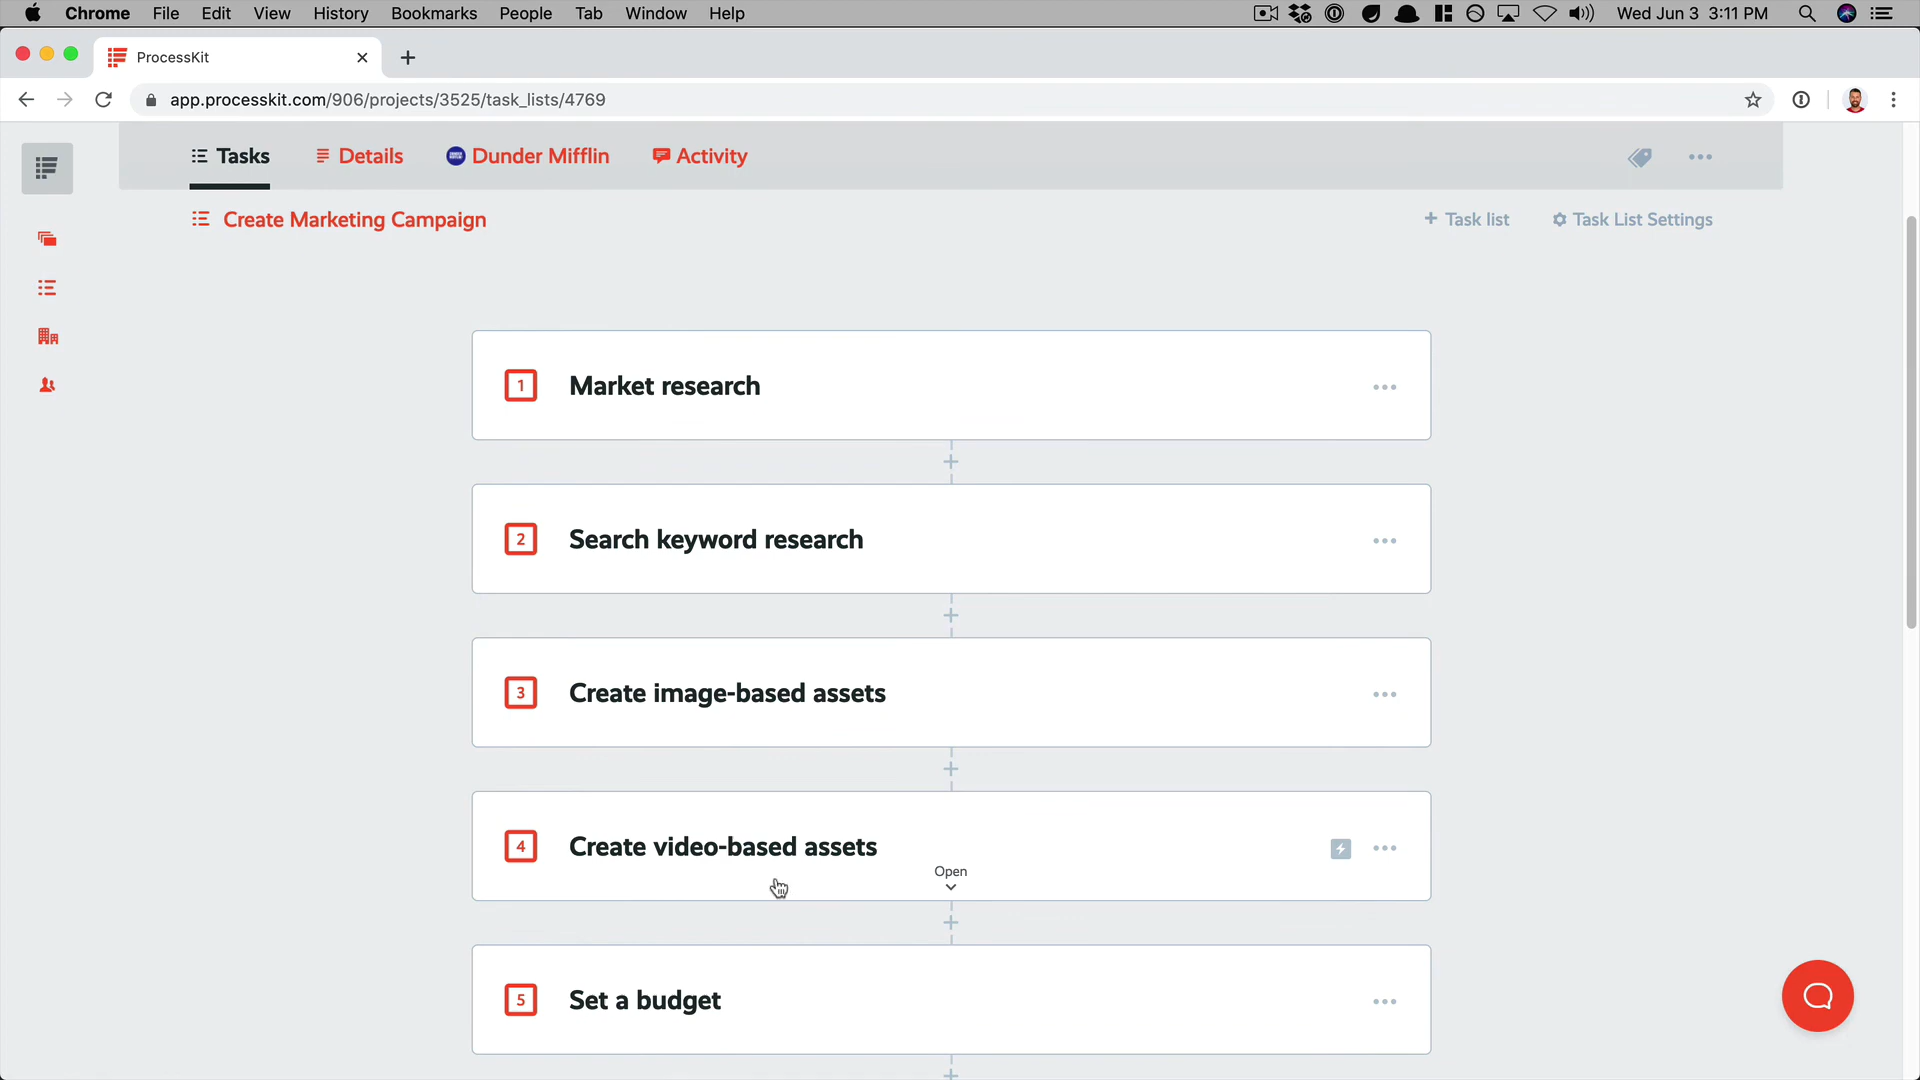 Chrome File Edit View History Bookmarks People Tab Window Help Wed Jun 3 3:11 PM
ProcessKit
app.processkit.com/906/projects/3525/task_lists/4769
Tasks Details Dunder Mifflin Activity
Create Marketing Campaign + Task list Task List Settings
1 Market research
2 Search keyword research
3 Create image-based assets
4 Create video-based assets
Open
5 Set a budget